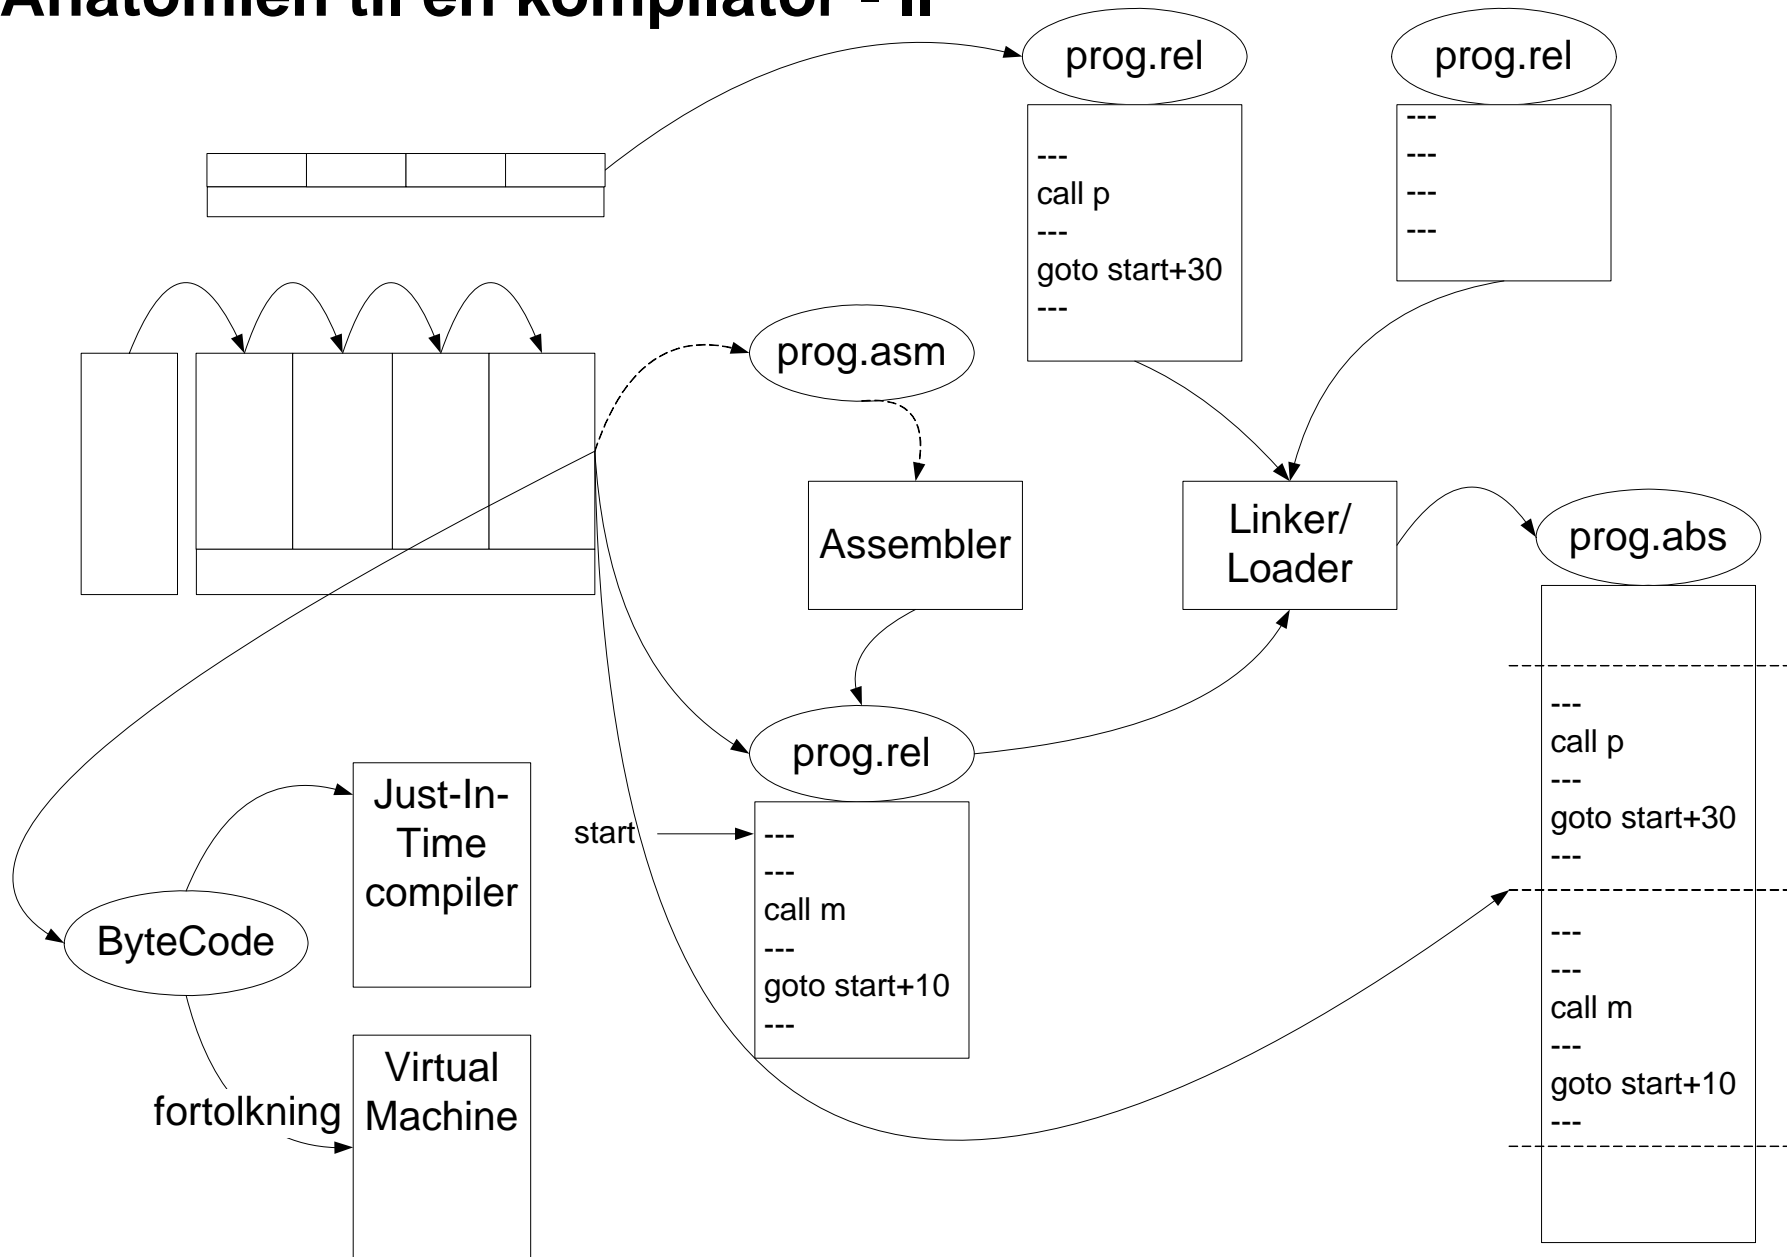 Anatomien til en kompilator - II
prog.rel
---
call p
---
goto start+30
---
prog.rel
---
---
---
---
prog.asm
Assembler
Linker/
Loader
prog.abs
---
call p
---
goto start+30
---
---
---
call m
---
goto start+10
---
prog.rel
start
---
---
call m
---
goto start+10
---
Just-In-
Time
compiler
ByteCode
fortolkning
Virtual
Machine